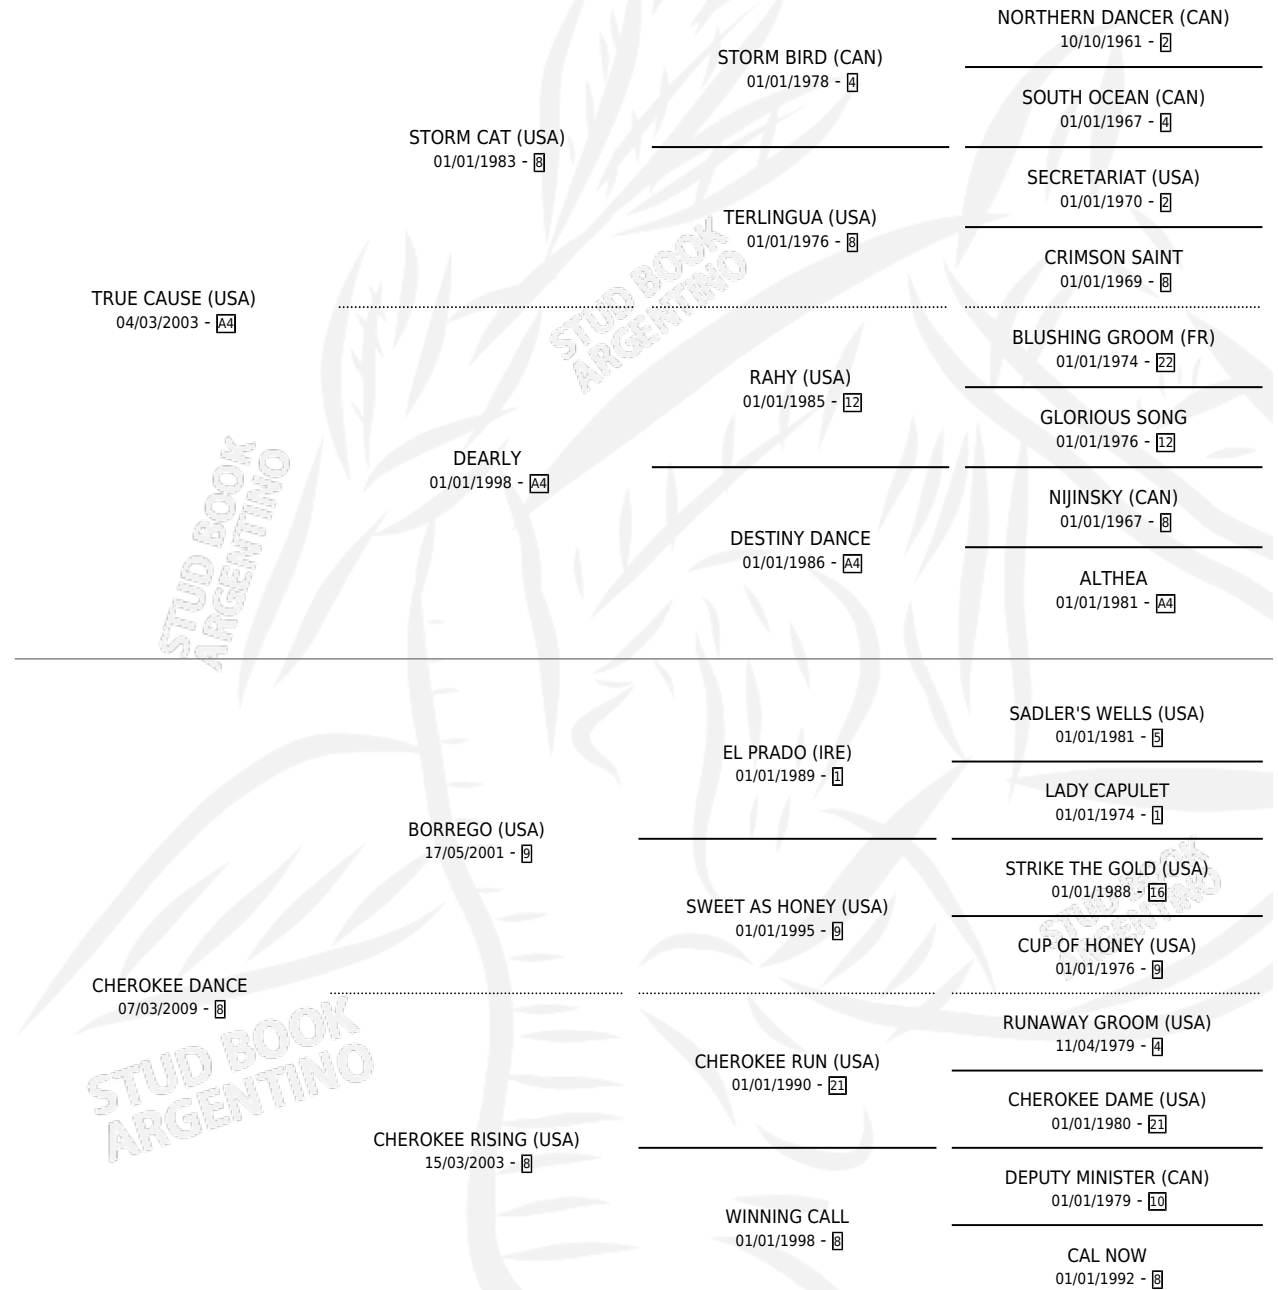 NORTHERN DANCER (CAN)
10/10/1961 - 2
STORM BIRD (CAN)
01/01/1978 - 4
SOUTH OCEAN (CAN)
01/01/1967 - 4
STORM CAT (USA)
01/01/1983 - 8
SECRETARIAT (USA)
01/01/1970 - 2
TERLINGUA (USA)
01/01/1976 - 8
CRIMSON SAINT
01/01/1969 - 8
TRUE CAUSE (USA)
04/03/2003 - A4
BLUSHING GROOM (FR)
01/01/1974 - 22
RAHY (USA)
01/01/1985 - 12
GLORIOUS SONG
01/01/1976 - 12
DEARLY
01/01/1998 - A4
NIJINSKY (CAN)
01/01/1967 - 8
DESTINY DANCE
01/01/1986 - A4
ALTHEA
01/01/1981 - A4
STUD BOOK
ARGENTINO
STUD BOOK
ARGENTINO
SADLER'S WELLS (USA)
01/01/1981 - 5
EL PRADO (IRE)
01/01/1989 - 1
LADY CAPULET
01/01/1974 - 1
BORREGO (USA)
17/05/2001 - 9
STRIKE THE GOLD (USA)
01/01/1988 - 16
SWEET AS HONEY (USA)
01/01/1995 - 9
CUP OF HONEY (USA)
01/01/1976 - 9
CHEROKEE DANCE
07/03/2009 - 8
RUNAWAY GROOM (USA)
11/04/1979 - 4
CHEROKEE RUN (USA)
01/01/1990 - 21
CHEROKEE DAME (USA)
01/01/1980 - 21
CHEROKEE RISING (USA)
15/03/2003 - 8
DEPUTY MINISTER (CAN)
01/01/1979 - 10
WINNING CALL
01/01/1998 - 8
CAL NOW
01/01/1992 - 8
STUD BOOK
ARGENTINO
STUD BOOK
ARGENTINO